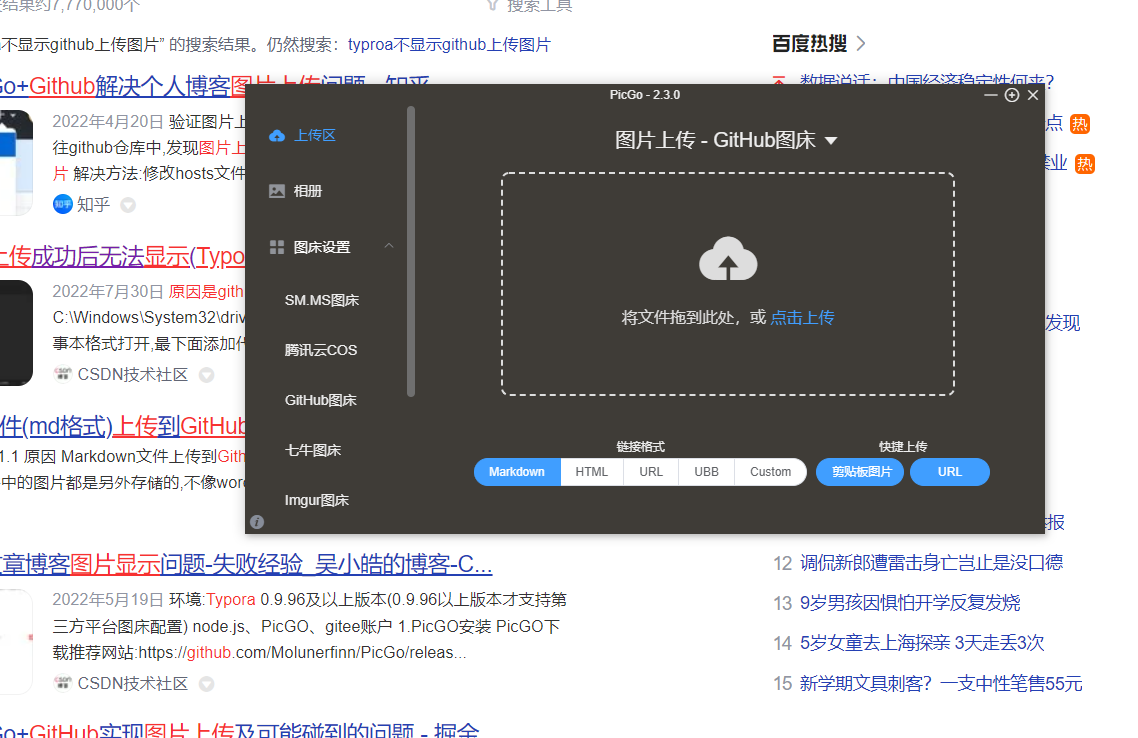 结果约7,770,000个
搜索工具
不显示github上传图片” 的搜索结果。仍然搜索：typroa不显示github上传图片
百度热搜
Go+Github解决个人博客图片上传问题 - 知乎
2022年4月20日 验证图片上
往github仓库中,发现图片上
片 解决方法:修改hosts文件
知乎
数据说话：中国经济稳定性何来？
点 热
业 热
PicGo - 2.3.0
上传区
相册
图床设置
SM.MS图床
腾讯云COS
GitHub图床
七牛图床
Imgur图床
图片上传 - GitHub图床
将文件拖到此处，或 点击上传
链接格式
快捷上传
Markdown HTML URL UBB Custom 剪贴板图片 URL
上传成功后无法显示(Typo
2022年7月30日 原因是gith
C:\Windows\System32\driv
事本格式打开,最下面添加代
CSDN技术社区
发现
件(md格式)上传到GitHub
1.1 原因 Markdown文件上传到Gith
中的图片都是另外存储的,不像word
报
章博客图片显示问题-失败经验_吴小皓的博客-C...
2022年5月19日 环境:Typora 0.9.96及以上版本(0.9.96以上版本才支持第
三方平台图床配置) node.js、PicGO、gitee账户 1.PicGO安装 PicGO下
载推荐网站:https://github.com/Molunerfinn/PicGo/releas...
CSDN技术社区
12 调侃新郎遭雷击身亡岂止是没口德
13 9岁男孩因惧怕开学反复发烧
14 5岁女童去上海探亲 3天走丢3次
15 新学期文具刺客？一支中性笔售55元
Go+GitHub实现图片上传及可能碰到的问题 - 掘金